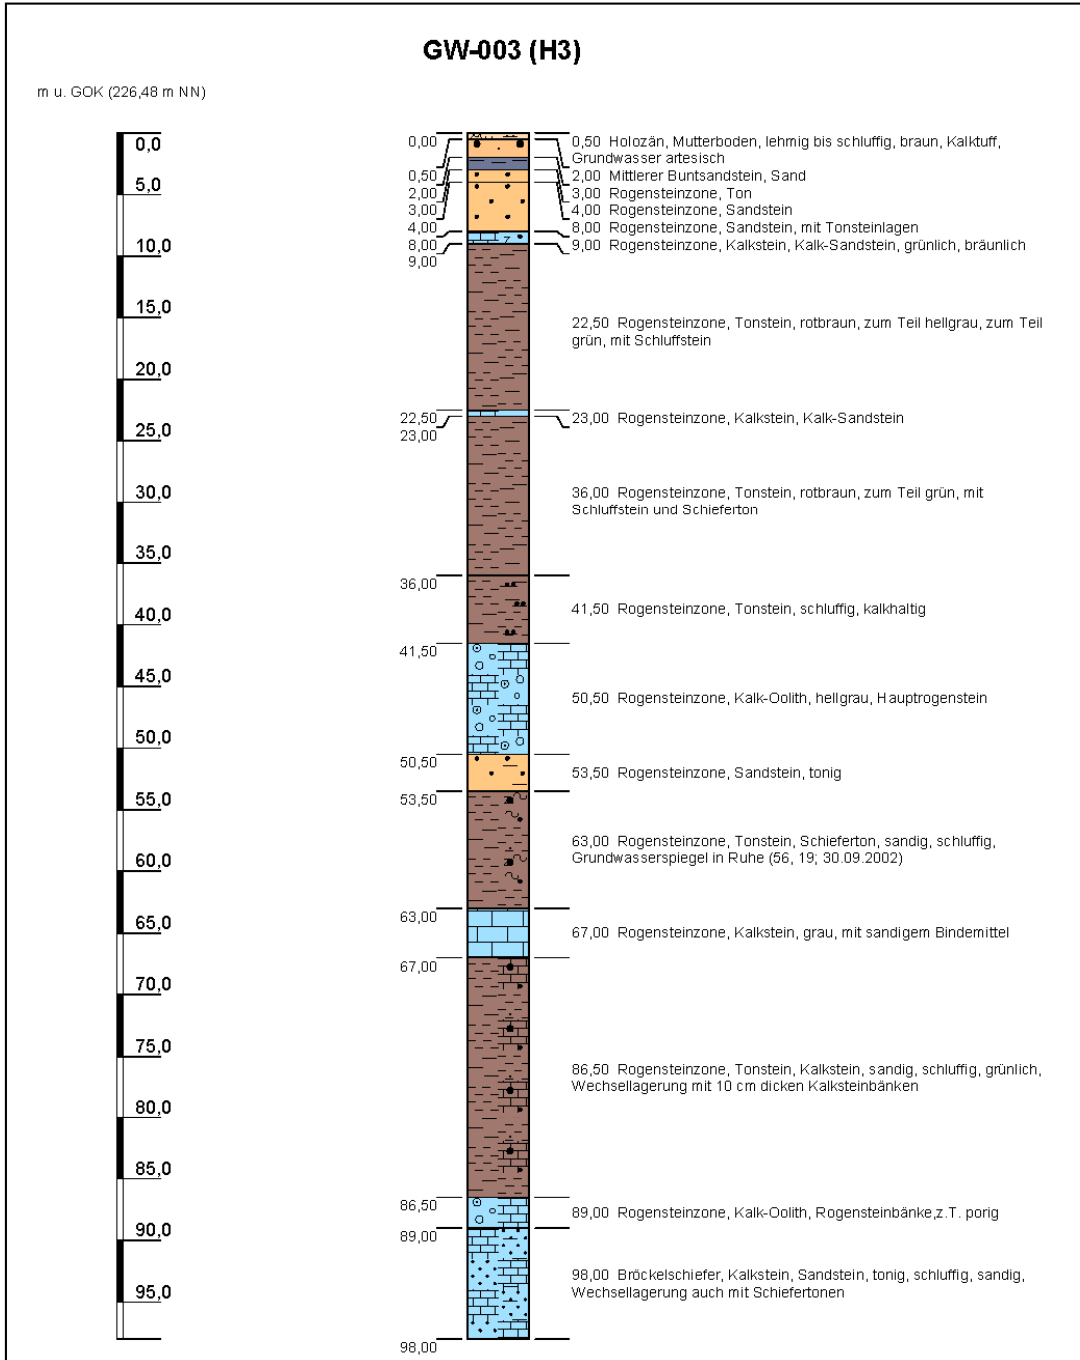 GW-003 (H3)
m u. GOK (226,48 m NN)
0,0
5,0
10,0
15,0
20,0
25,0
30,0
35,0
40,0
45,0
50,0
55,0
60,0
65,0
70,0
75,0
80,0
85,0
90,0
95,0
0,00
0,50
2,00
3,00
4,00
8,00
9,00
22,50
23,00
36,00
41,50
50,50
53,50
63,00
67,00
86,50
89,00
98,00
0,50 Holozän, Mutterboden, lehmig bis schluffig, braun, Kalktuff,
Grundwasser artesisch
2,00 Mittlerer Buntsandstein, Sand
3,00 Rogensteinzone, Ton
4,00 Rogensteinzone, Sandstein
8,00 Rogensteinzone, Sandstein, mit Tonsteinlagen
9,00 Rogensteinzone, Kalkstein, Kalk-Sandstein, grünlich, bräunlich
22,50 Rogensteinzone, Tonstein, rotbraun, zum Teil hellgrau, zum Teil
grün, mit Schluffstein
23,00 Rogensteinzone, Kalkstein, Kalk-Sandstein
36,00 Rogensteinzone, Tonstein, rotbraun, zum Teil grün, mit
Schluffstein und Schieferton
41,50 Rogensteinzone, Tonstein, schluffig, kalkhaltig
50,50 Rogensteinzone, Kalk-Oolith, hellgrau, Hauptrogenstein
53,50 Rogensteinzone, Sandstein, tonig
63,00 Rogensteinzone, Tonstein, Schieferton, sandig, schluffig,
Grundwasserspiegel in Ruhe (56, 19; 30.09.2002)
67,00 Rogensteinzone, Kalkstein, grau, mit sandigem Bindemittel
86,50 Rogensteinzone, Tonstein, Kalkstein, sandig, schluffig, grünlich,
Wechsellagerung mit 10 cm dicken Kalksteinbänken
89,00 Rogensteinzone, Kalk-Oolith, Rogensteinbänke,z.T. porig
98,00 Bröckelschiefer, Kalkstein, Sandstein, tonig, schluffig, sandig,
Wechsellagerung auch mit Schiefertonen